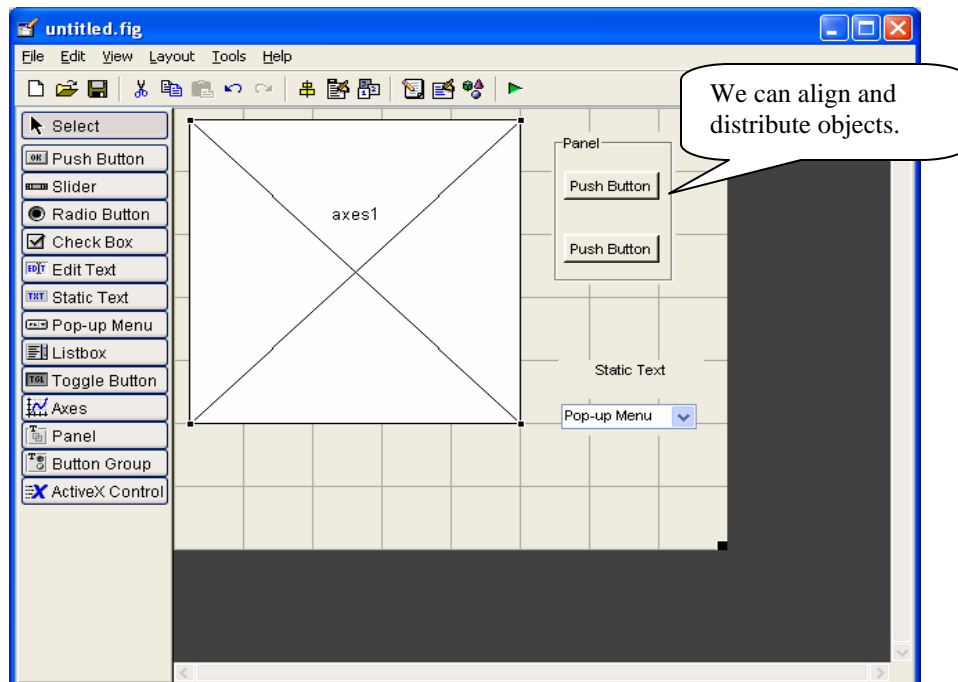 untitled.fig
File Edit View Layout Tools Help
We can align and
distribute objects.
Select
Push Button
Slider
Radio Button
Check Box
Edit Text
Static Text
Pop-up Menu
Listbox
Toggle Button
Axes
Panel
Button Group
ActiveX Control
axes1
Panel
Push Button
Push Button
Static Text
Pop-up Menu